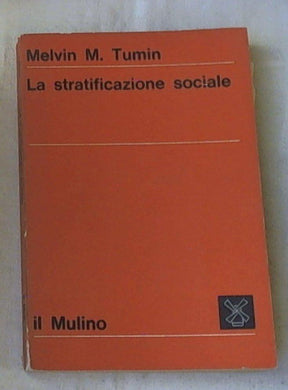 Melvin M. Tumin
La stratificazione sociale
il Mulino